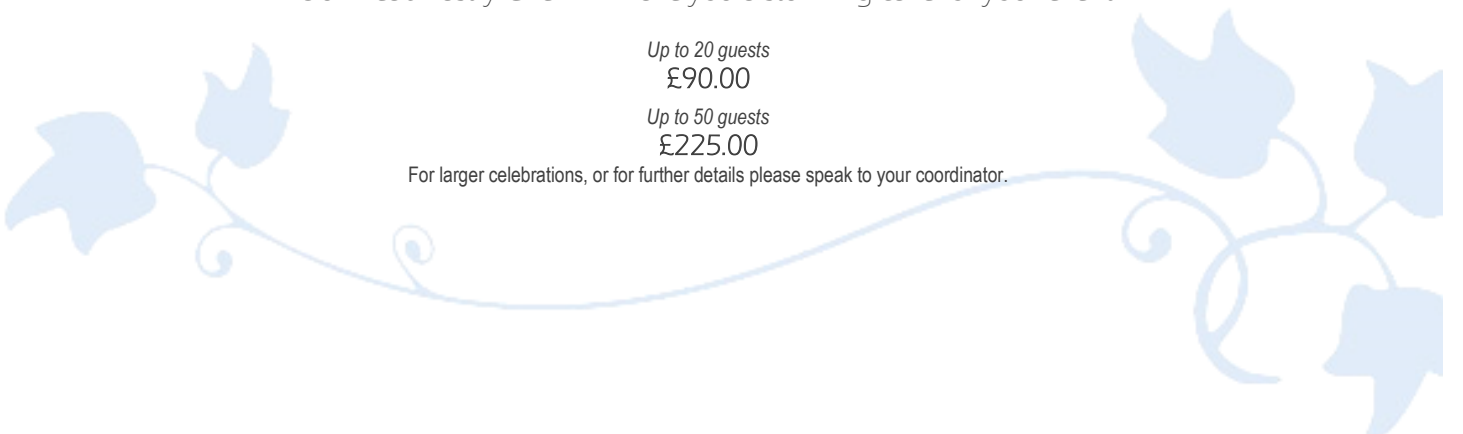 Up to 20 guests
£90.00
Up to 50 guests
£225.00
For larger celebrations, or for further details please speak to your coordinator.